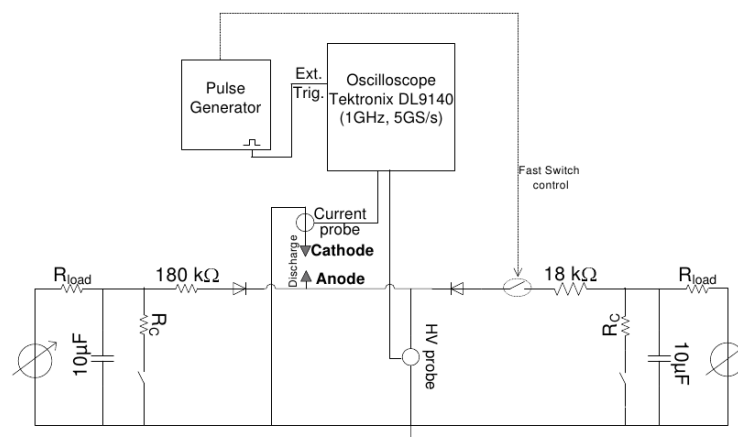 Pulse
Generator
Ext.
Trig.
Oscilloscope
Tektronix DL9140
(1GHz, 5GS/s)
Fast Switch
control
Current
probe
Discharge
Cathode
Anode
Rload
180 kΩ
18 kΩ
Rload
RC
10µF
HV probe
RC
10µF